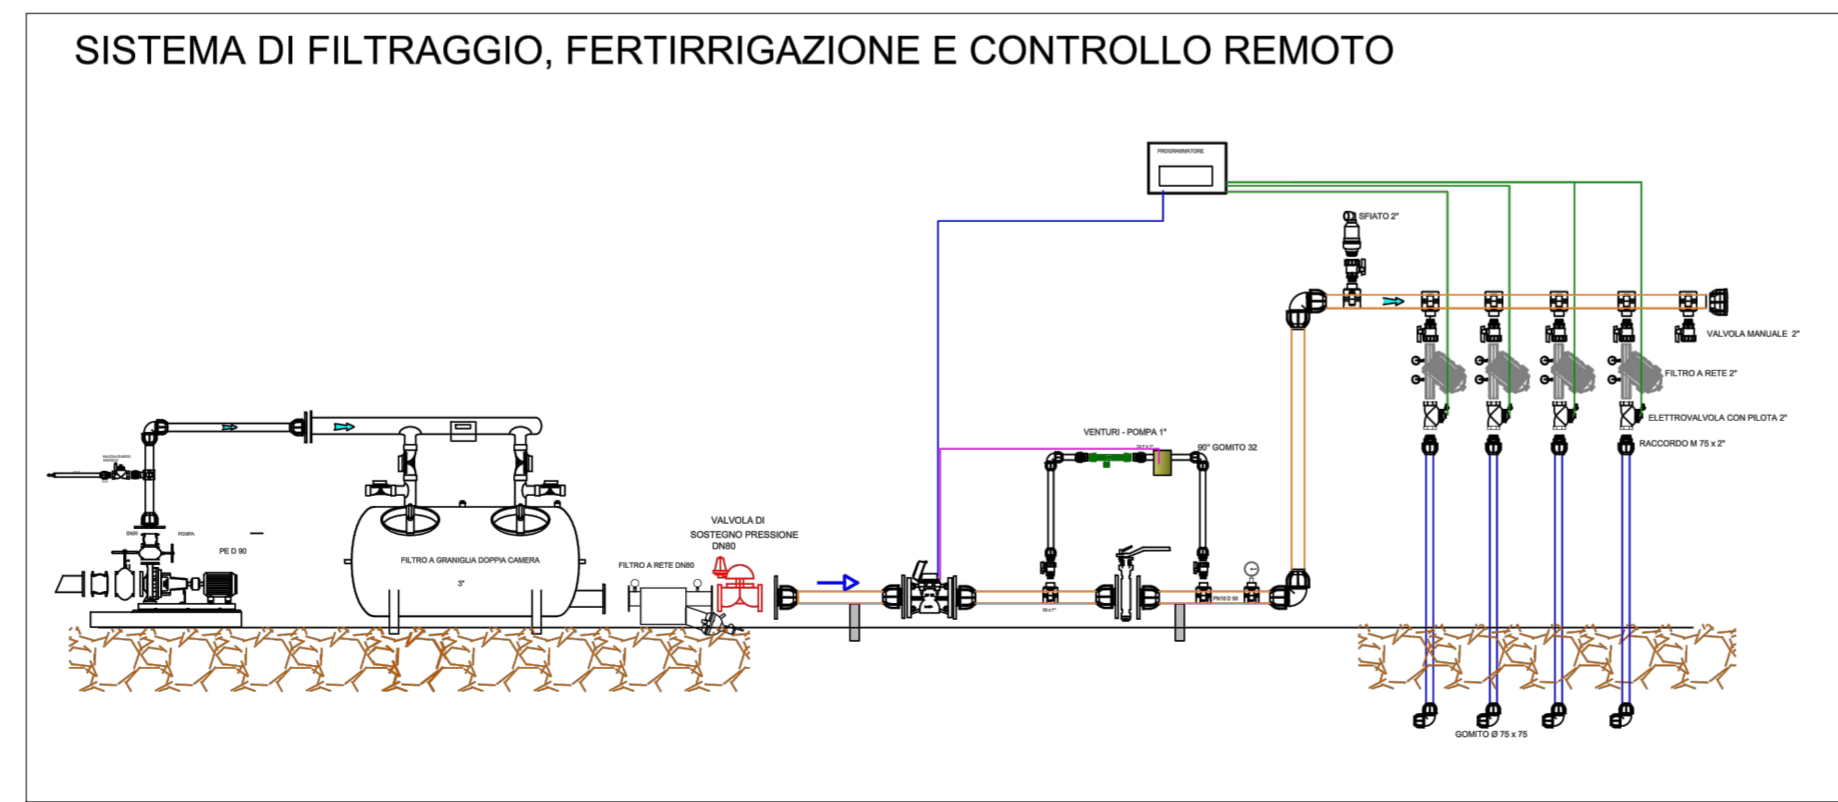 SISTEMA DI FILTRAGGIO, FERTIRRIGAZIONE E CONTROLLO REMOTO
PROGRAMMATORE
SFIATO 2"
VALVOLA MANUALE 2"
FILTRO A RETE 2"
ELETTROVALVOLA CON PILOTA 2"
RACCORDO M 75 x 2"
VENTURI - POMPA 1"
90° GOMITO 32
VALVOLA DI
SOSTEGNO PRESSIONE
DN80
FILTRO A RETE DN80
FILTRO A GRANIGLIA DOPPIA CAMERA
3"
POMPA
PE D 90
PN10 D 90
GOMITO Ø 75 x 75